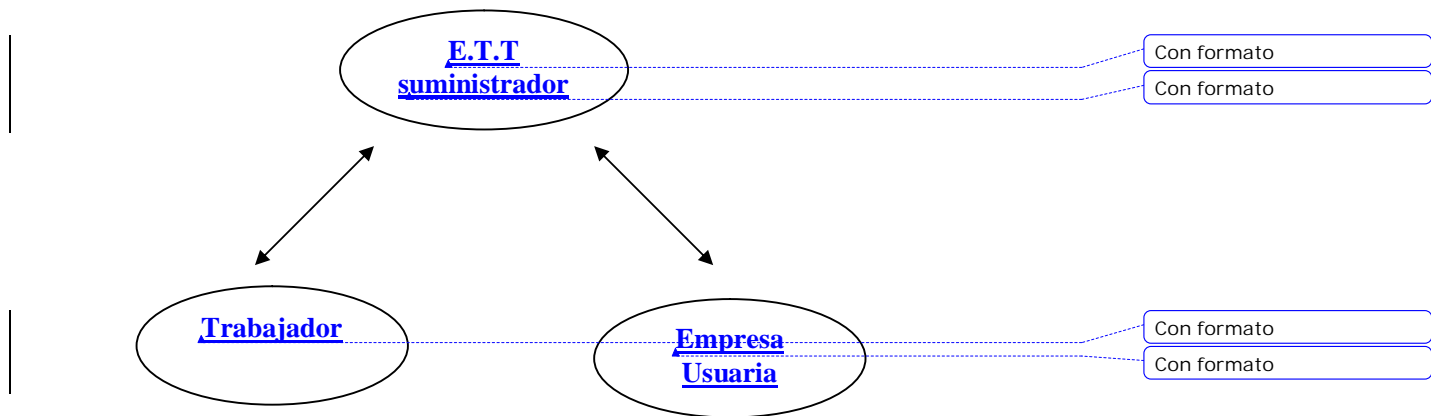 E.T.T
suministrador
Con formato
Con formato
Trabajador
Empresa
Usuaria
Con formato
Con formato